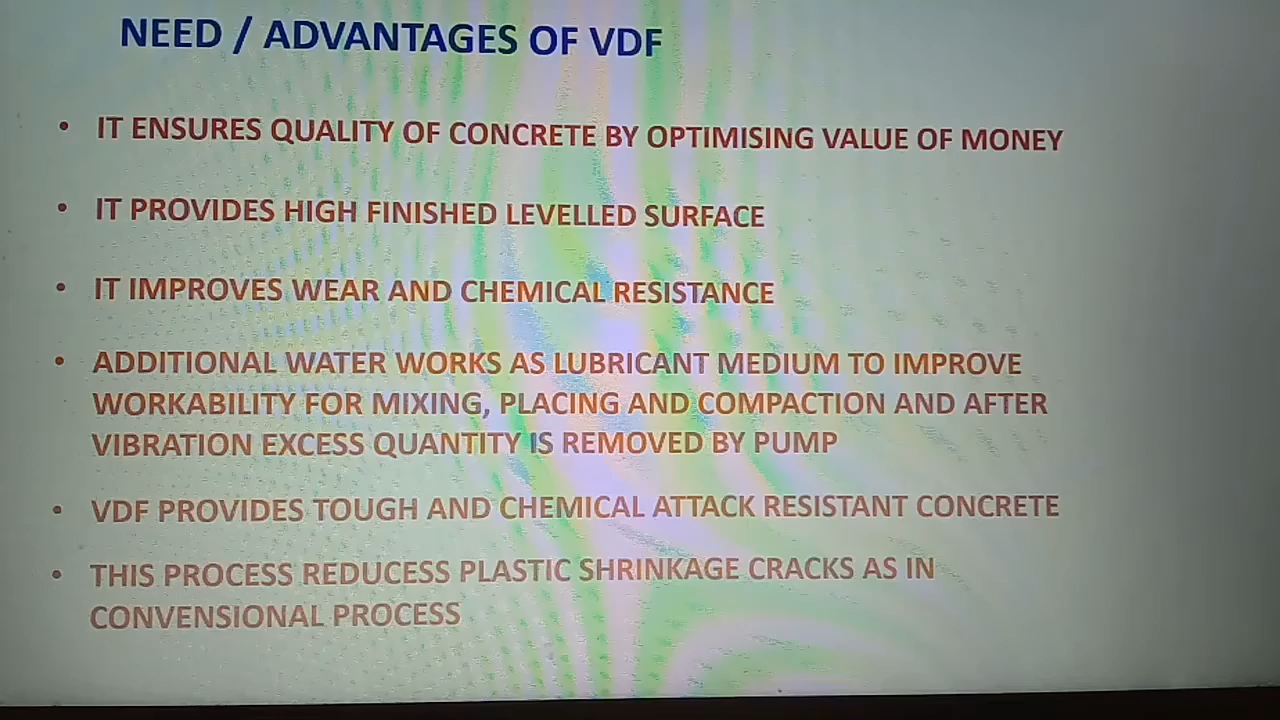 NEED / ADVANTAGES OF VDF
• IT ENSURES QUALITY OF CONCRETE BY OPTIMISING VALUE OF MONEY
• IT PROVIDES HIGH FINISHED LEVELLED SURFACE
• IT IMPROVES WEAR AND CHEMICAL RESISTANCE
• ADDITIONAL WATER WORKS AS LUBRICANT MEDIUM TO IMPROVE
WORKABILITY FOR MIXING, PLACING AND COMPACTION AND AFTER
VIBRATION EXCESS QUANTITY IS REMOVED BY PUMP
• VDF PROVIDES TOUGH AND CHEMICAL ATTACK RESISTANT CONCRETE
• THIS PROCESS REDUCESS PLASTIC SHRINKAGE CRACKS AS IN
CONVENSIONAL PROCESS